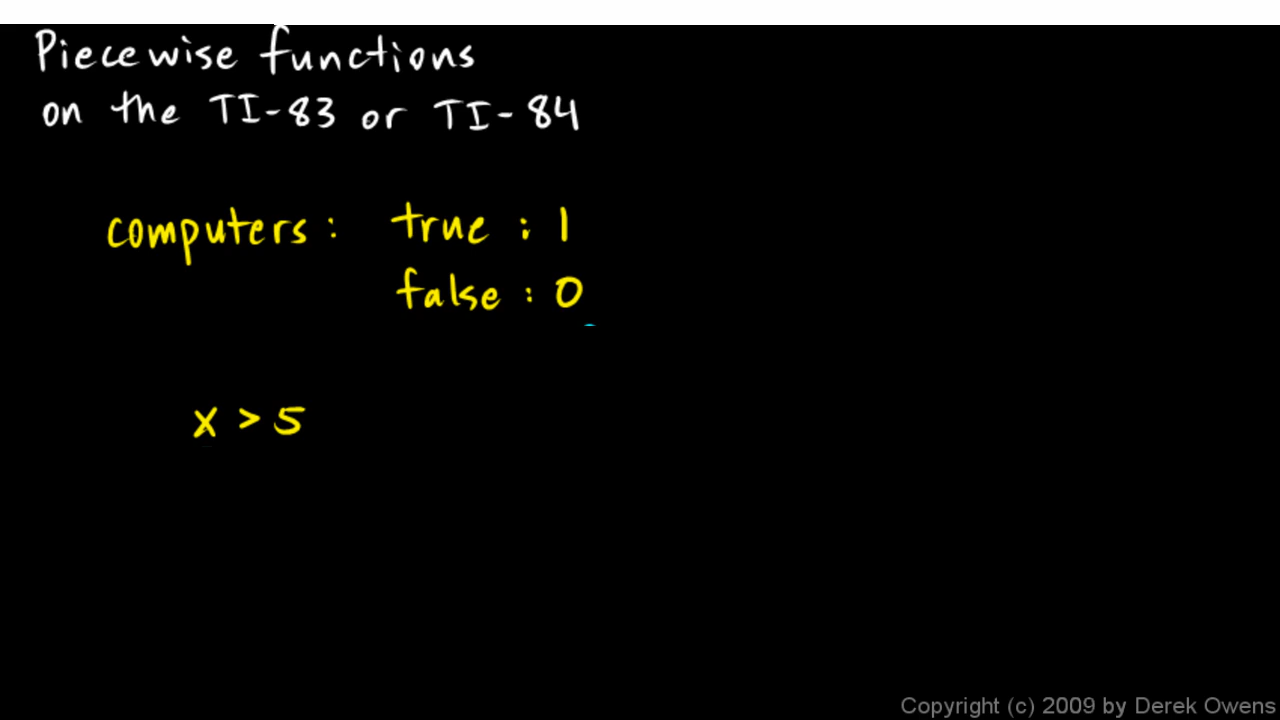 Piecewise functions
on the TI-83 or TI-84
computers: true : 1
false : 0
x > 5
Copyright (c) 2009 by Derek Owens